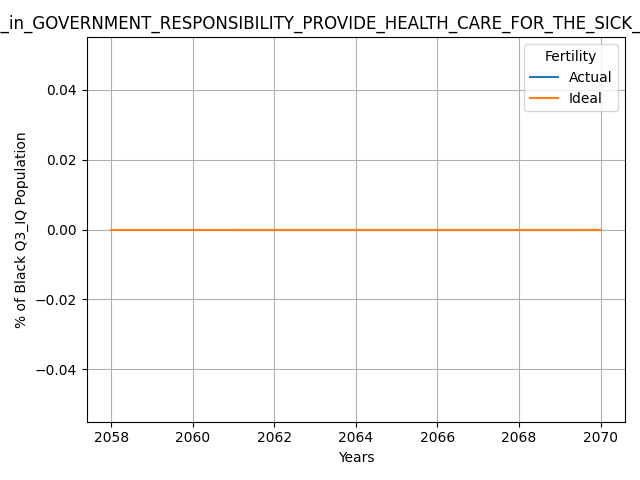 _in_GOVERNMENT_RESPONSIBILITY_PROVIDE_HEALTH_CARE_FOR_THE_SICK_
Fertility
Actual
Ideal
% of Black Q3_IQ Population
0.04
0.02
0.00
−0.02
−0.04
2058 2060 2062 2064 2066 2068 2070
Years